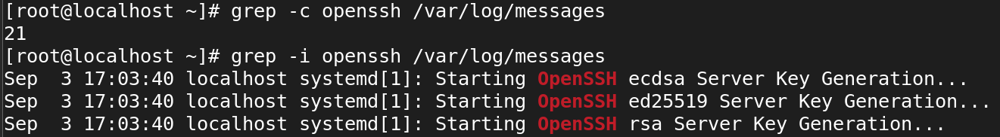 [root@localhost ~]# grep -c openssh /var/log/messages
21
[root@localhost ~]# grep -i openssh /var/log/messages
Sep  3 17:03:40 localhost systemd[1]: Starting OpenSSH ecdsa Server Key Generation...
Sep  3 17:03:40 localhost systemd[1]: Starting OpenSSH ed25519 Server Key Generation...
Sep  3 17:03:40 localhost systemd[1]: Starting OpenSSH rsa Server Key Generation...